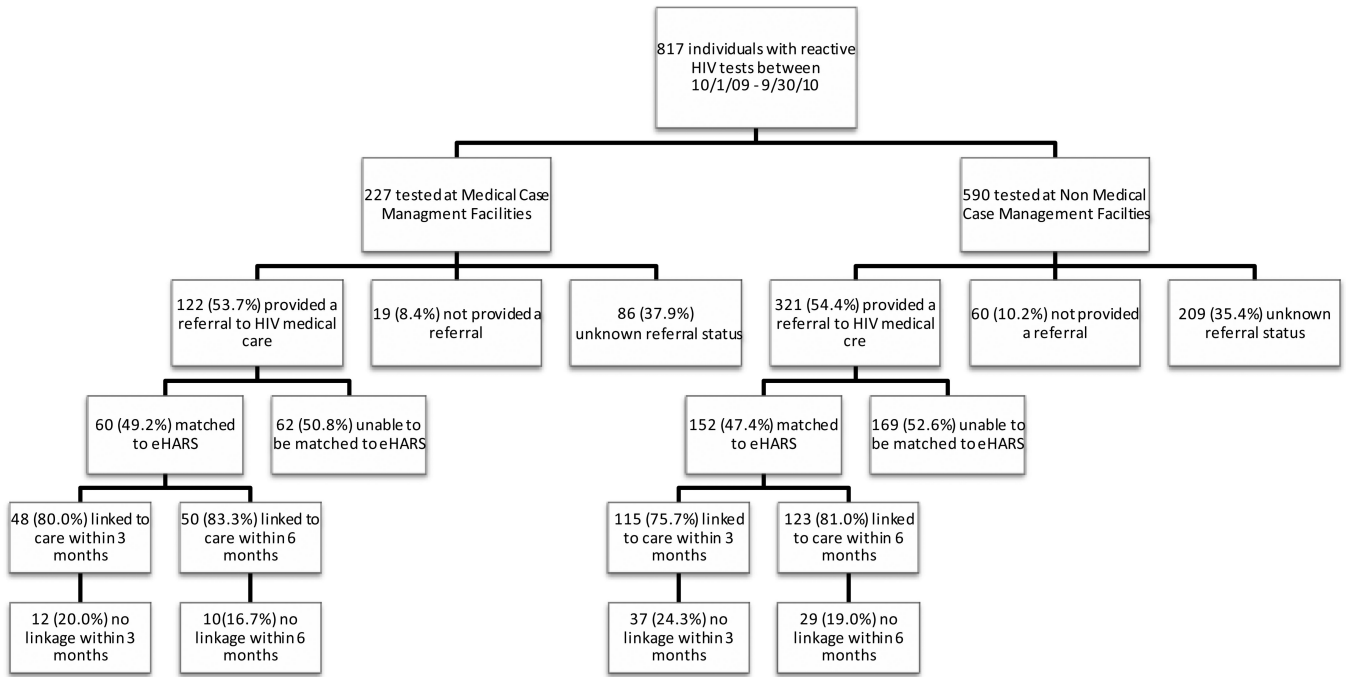 817 individuals with reactive
HIV tests between
10/1/09 - 9/30/10
227 tested at Medical Case
Managment Facilities
590 tested at Non Medical
Case Management Facilties
122 (53.7%) provided a
referral to HIV medical
care
19 (8.4%) not provided a
referral
86 (37.9%)
unknown referral status
321 (54.4%) provided a
referral to HIV medical
cre
60 (10.2%) not provided
a referral
209 (35.4%) unknown
referral status
60 (49.2%) matched
to eHARS
62 (50.8%) unable to
be matched to eHARS
152 (47.4%) matched
to eHARS
169 (52.6%) unable to
be matched to eHARS
48 (80.0%) linked to
care within 3
months
50 (83.3%) linked to
care within 6
months
115 (75.7%) linked
to care within 3
months
123 (81.0%) linked
to care within 6
months
12 (20.0%) no
linkage within 3
months
10(16.7%) no
linkage within 6
months
37 (24.3%) no
linkage within 3
months
29 (19.0%) no
linkage within 6
months